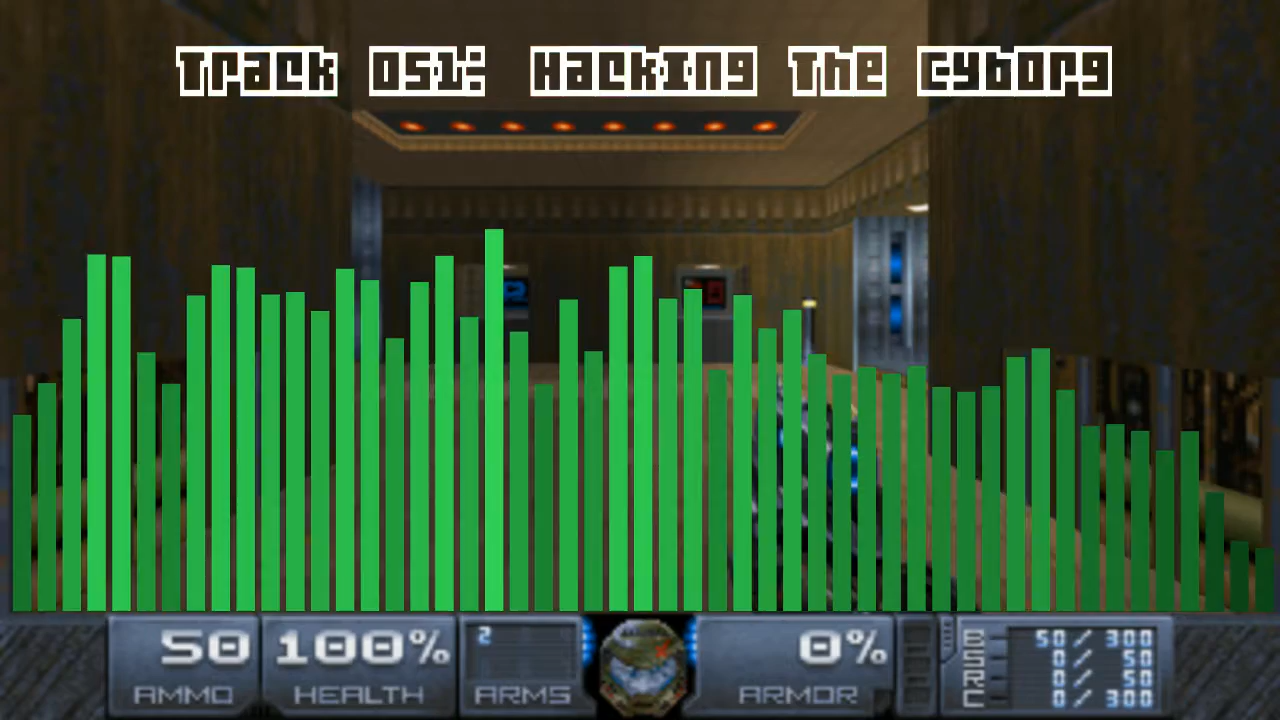 Track 051: Hacking The Cyborg
50 100% 2 0%
AMMO HEALTH ARMS ARMOR
B 50 / 300
S 0 / 50
R 0 / 50
C 0 / 300